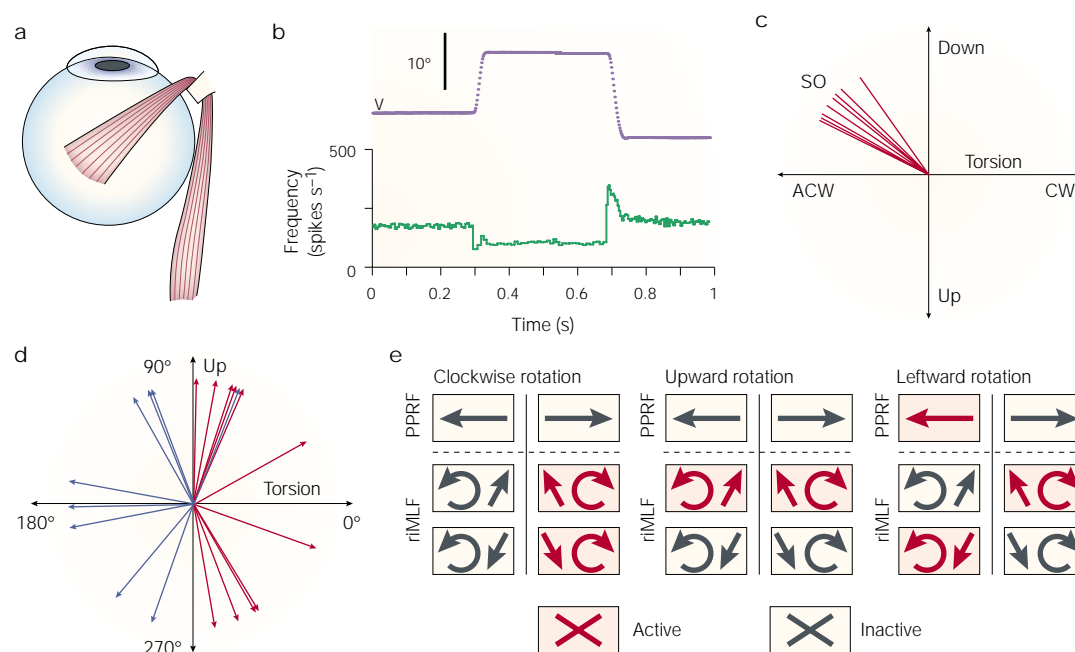 a
b
10°
V
500
0
Frequency
(spikes s⁻¹)
0 0.2 0.4 0.6 0.8 1
Time (s)
c
Down
SO
Torsion
ACW
CW
Up
d
90°
Up
Torsion
180°
0°
270°
e
Clockwise rotation
Upward rotation
Leftward rotation
PPRF
PPRF
PPRF
riMLF
riMLF
riMLF
Active
Inactive